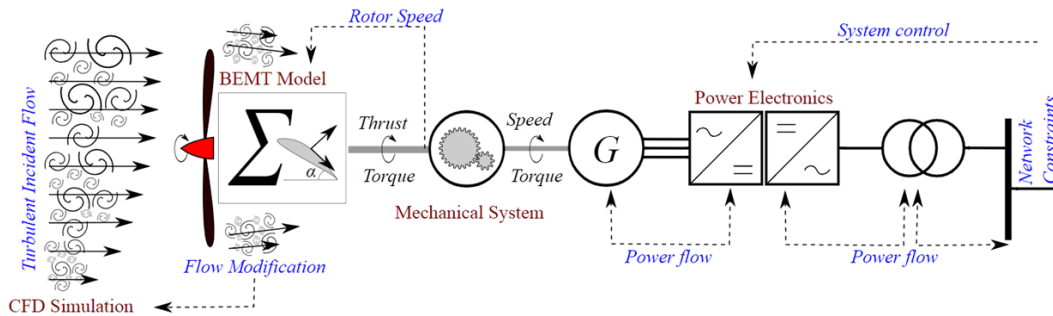 Rotor Speed
System control
BEMT Model
Power Electronics
Turbulent Incident Flow
Σ
α
Thrust
Torque
Speed
Torque
G
Network
Constraints
Mechanical System
Flow Modification
Power flow
Power flow
CFD Simulation